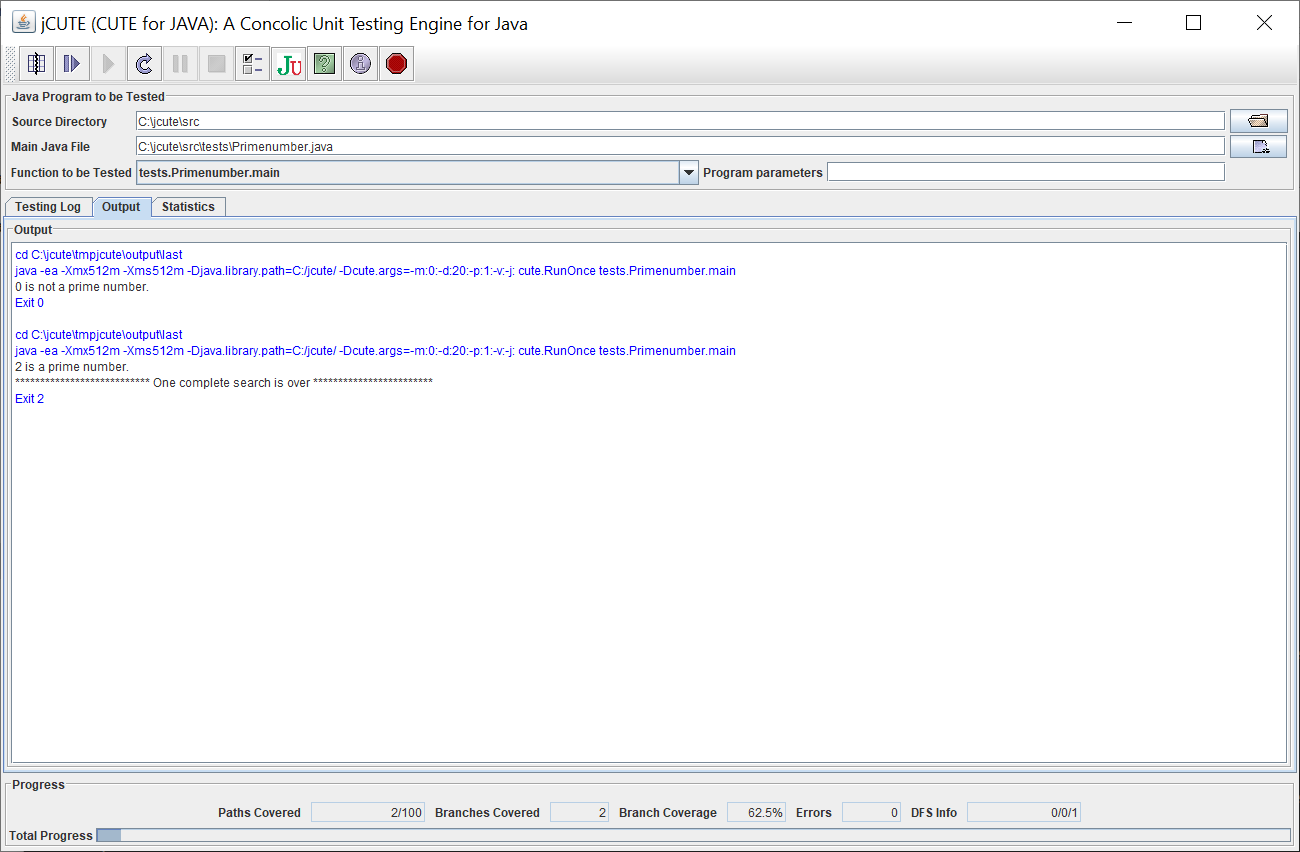 jCUTE (CUTE for JAVA): A Concolic Unit Testing Engine for Java
JU ? i
Java Program to be Tested
Source Directory C:\jcute\src
Main Java File C:\jcute\src\tests\Primenumber.java
Function to be Tested tests.Primenumber.main Program parameters
Testing Log Output Statistics
Output
cd C:\jcute\tmpjcute\output\last
java -ea -Xmx512m -Xms512m -Djava.library.path=C:/jcute/ -Dcute.args=-m:0:-d:20:-p:1:-v:-j: cute.RunOnce tests.Primenumber.main
0 is not a prime number.
Exit 0
cd C:\jcute\tmpjcute\output\last
java -ea -Xmx512m -Xms512m -Djava.library.path=C:/jcute/ -Dcute.args=-m:0:-d:20:-p:1:-v:-j: cute.RunOnce tests.Primenumber.main
2 is a prime number.
*************************** One complete search is over ************************
Exit 2
Progress
Paths Covered 2/100 Branches Covered 2 Branch Coverage 62.5% Errors 0 DFS Info 0/0/1
Total Progress